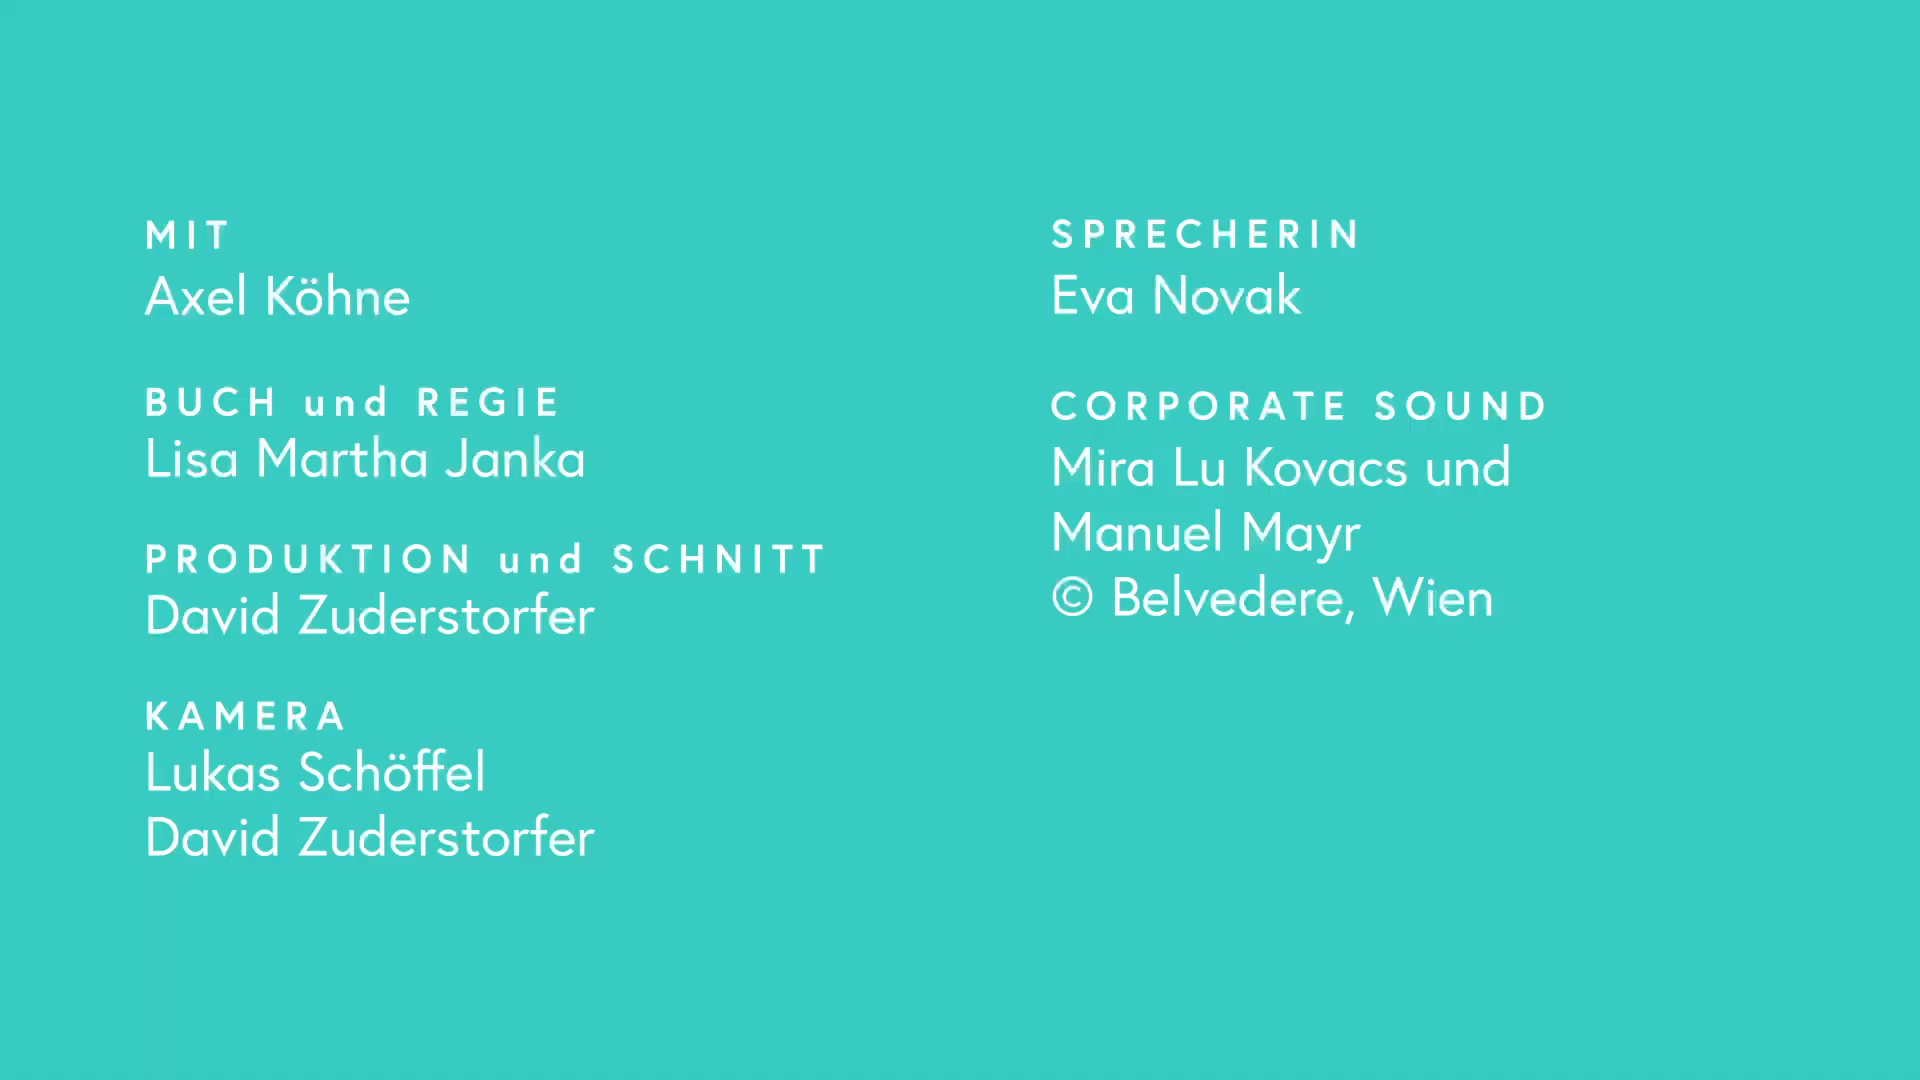 MIT
Axel Köhne
BUCH und REGIE
Lisa Martha Janka
PRODUKTION und SCHNITT
David Zuderstorfer
KAMERA
Lukas Schöffel
David Zuderstorfer
SPRECHERIN
Eva Novak
CORPORATE SOUND
Mira Lu Kovacs und
Manuel Mayr
© Belvedere, Wien